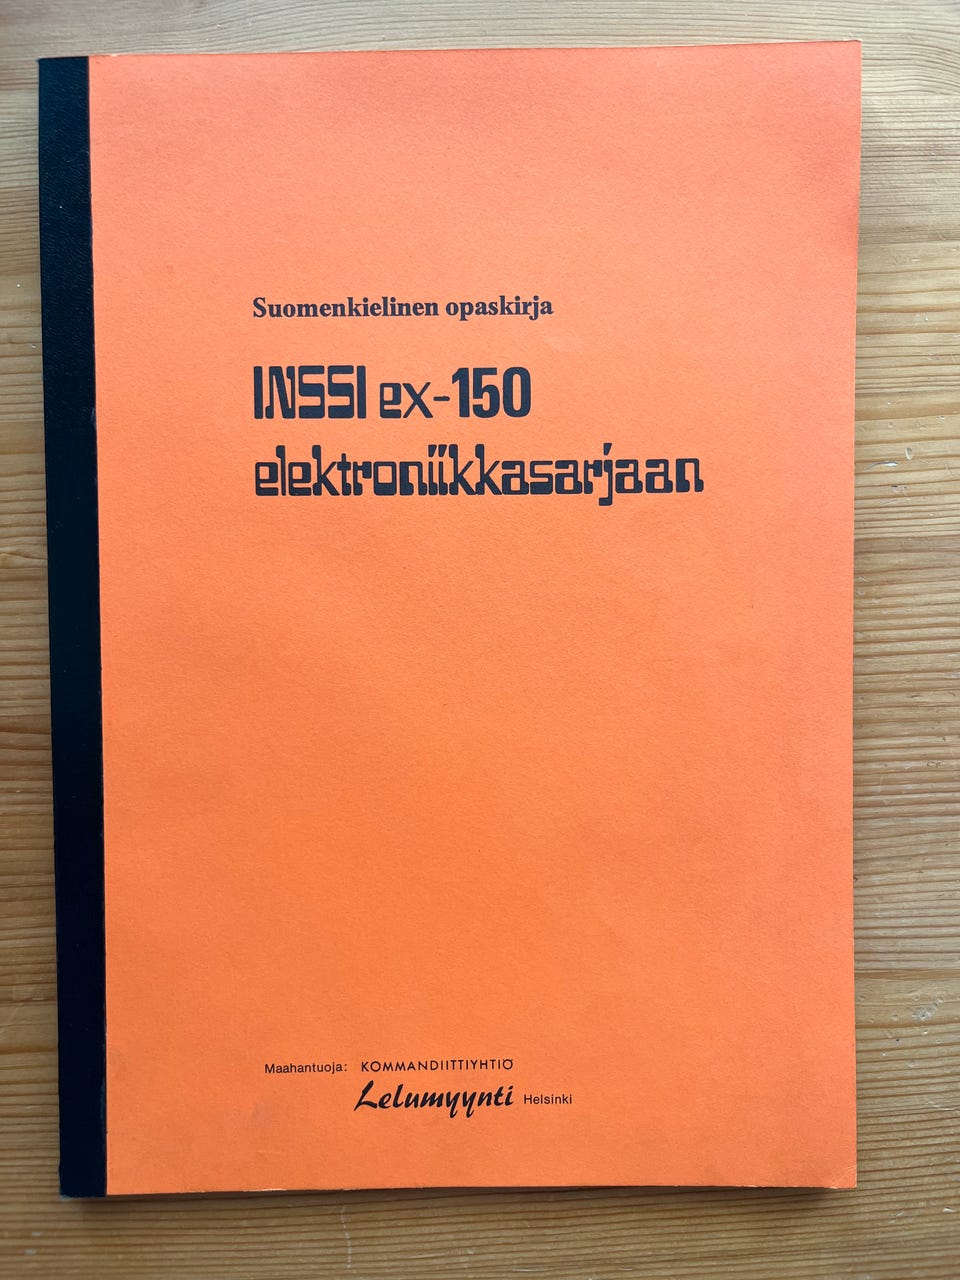 Suomenkielinen opaskirja
INSSI ex-150
elektroniikkasarjaan
Maahantuoja: KOMMANDIITTIYHTIÖ
Lelumyynti Helsinki